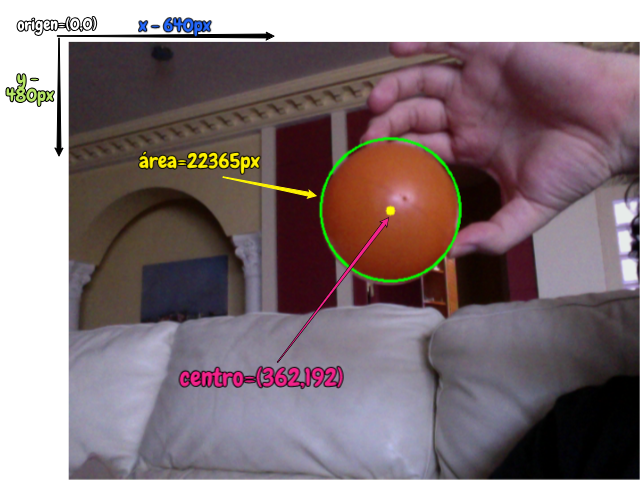 origen=(0,0)
x - 640px
y -
480px
área=22365px
centro=(362,192)